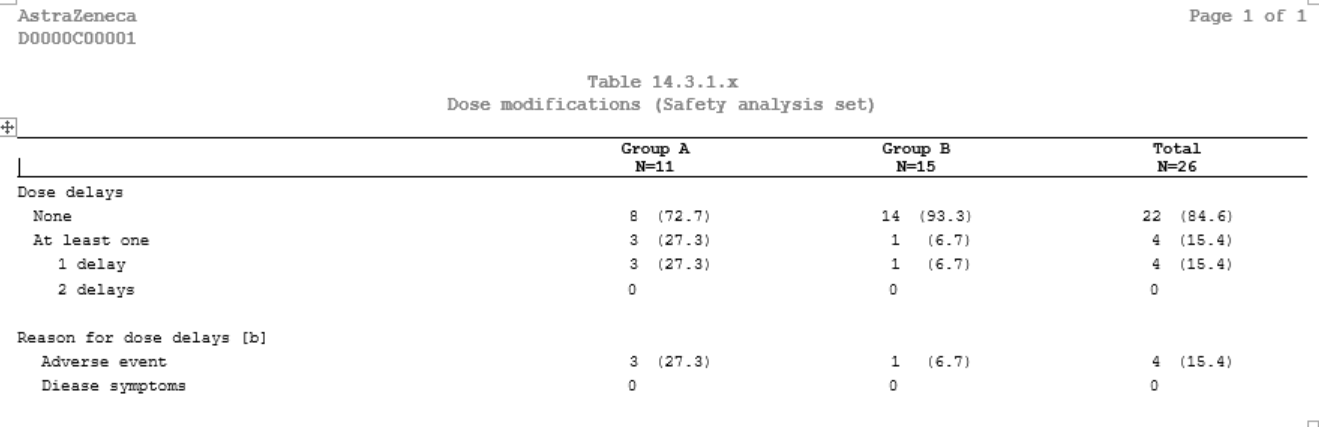 AstraZeneca Page 1 of 1
D0000C00001
Table 14.3.1.x
Dose modifications (Safety analysis set)
Group A Group B Total
N=11 N=15 N=26
Dose delays
None 8 (72.7) 14 (93.3) 22 (84.6)
At least one 3 (27.3) 1 (6.7) 4 (15.4)
1 delay 3 (27.3) 1 (6.7) 4 (15.4)
2 delays 0 0 0
Reason for dose delays [b]
Adverse event 3 (27.3) 1 (6.7) 4 (15.4)
Diease symptoms 0 0 0